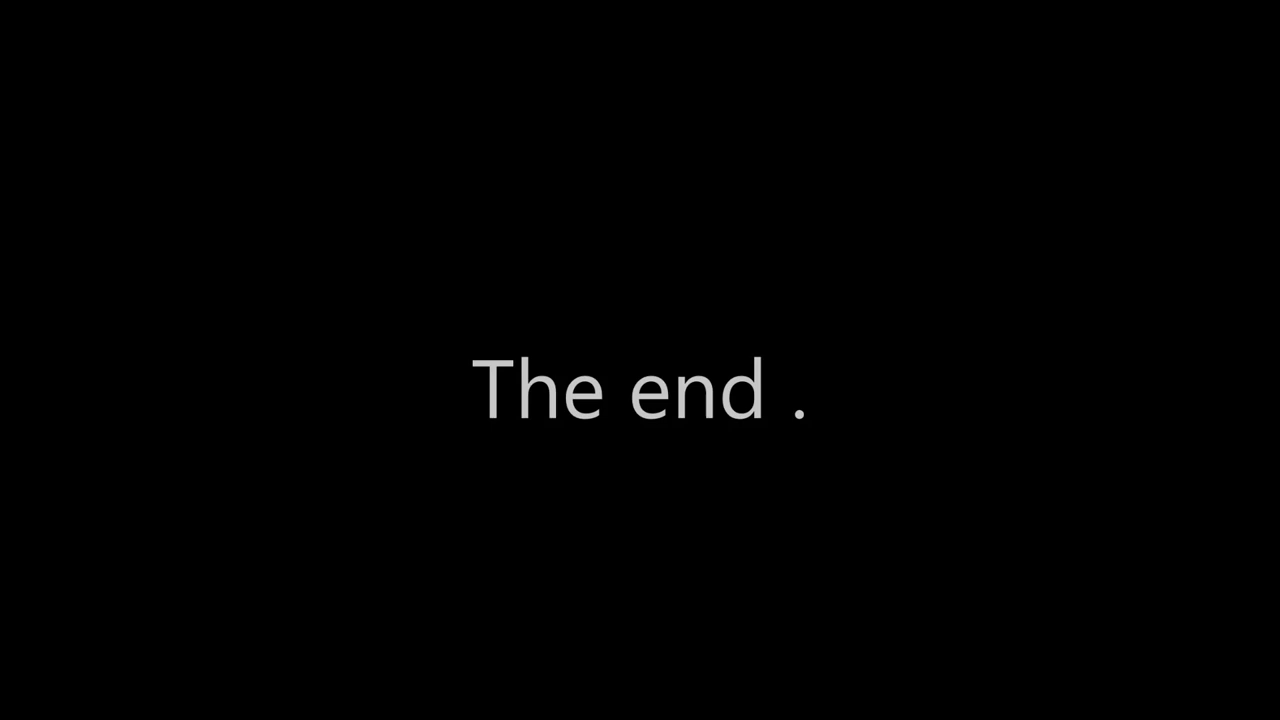 The end .